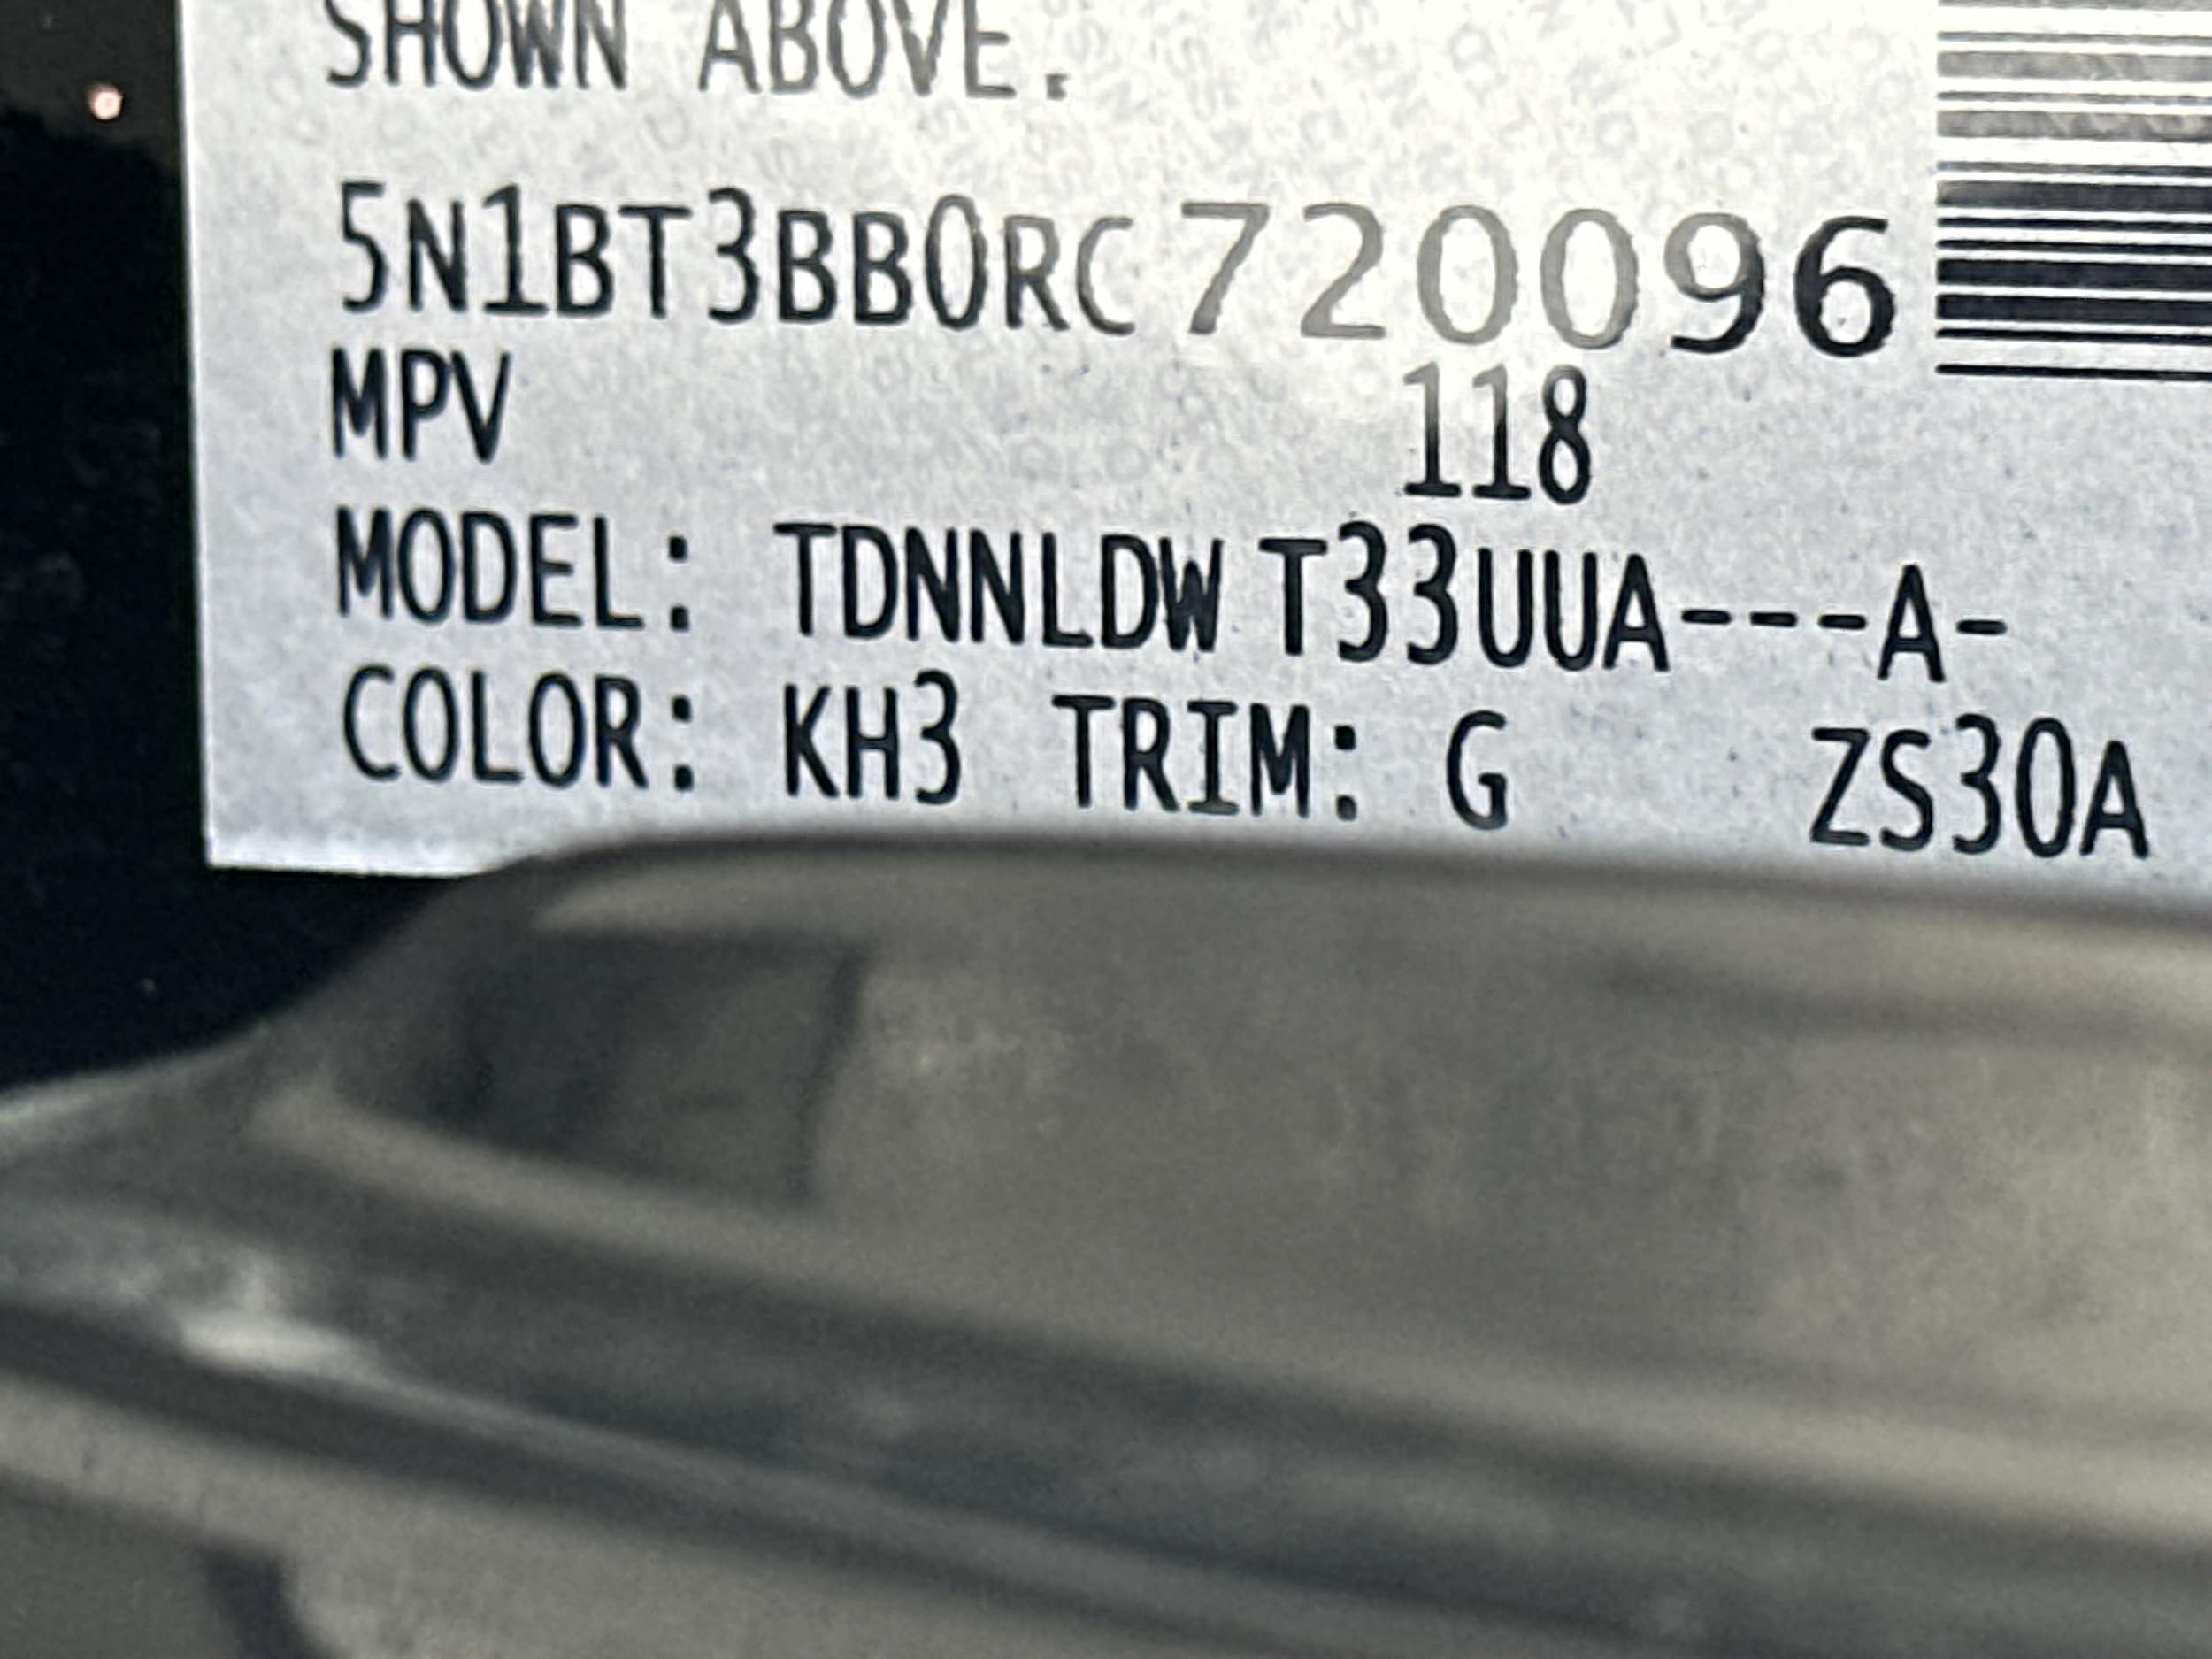 SHOWN ABOVE.
5N1BT3BB0RC720096
MPV 118
MODEL: TDNNLDW T33UUA---A-
COLOR: KH3 TRIM: G ZS30A